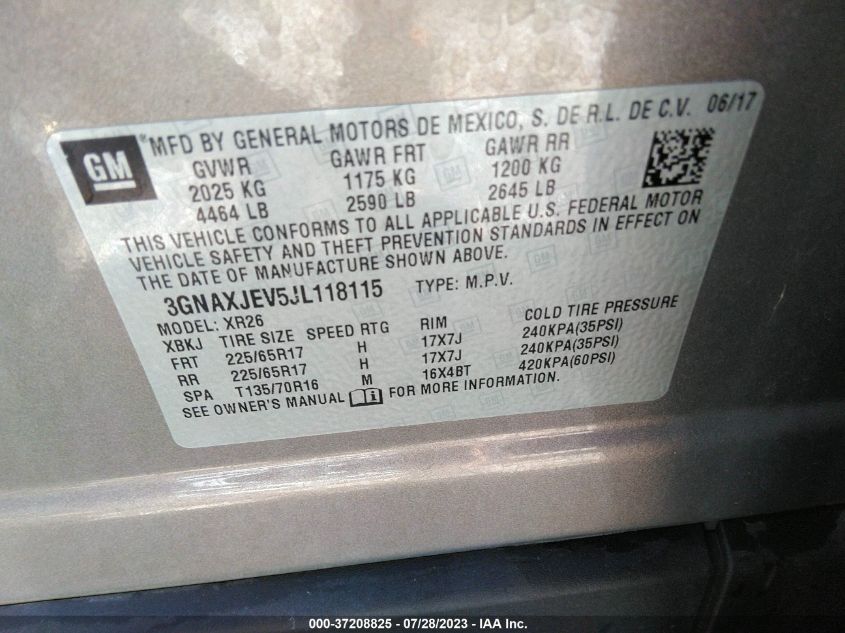 GM
® MFD BY GENERAL MOTORS DE MEXICO, S. DE R.L. DE C.V. 06/17
GVWR GAWR FRT GAWR RR
2025 KG 1175 KG 1200 KG
4464 LB 2590 LB 2645 LB
THIS VEHICLE CONFORMS TO ALL APPLICABLE U.S. FEDERAL MOTOR
VEHICLE SAFETY AND THEFT PREVENTION STANDARDS IN EFFECT ON
THE DATE OF MANUFACTURE SHOWN ABOVE.
3GNAXJEV5JL118115 TYPE: M.P.V.
MODEL: XR26
XBKJ TIRE SIZE SPEED RTG RIM COLD TIRE PRESSURE
FRT 225/65R17 H 17X7J 240KPA(35PSI)
RR 225/65R17 H 17X7J 240KPA(35PSI)
SPA T135/70R16 M 16X4BT 420KPA(60PSI)
SEE OWNER'S MANUAL i FOR MORE INFORMATION.
000-37208825 - 07/28/2023 - IAA Inc.